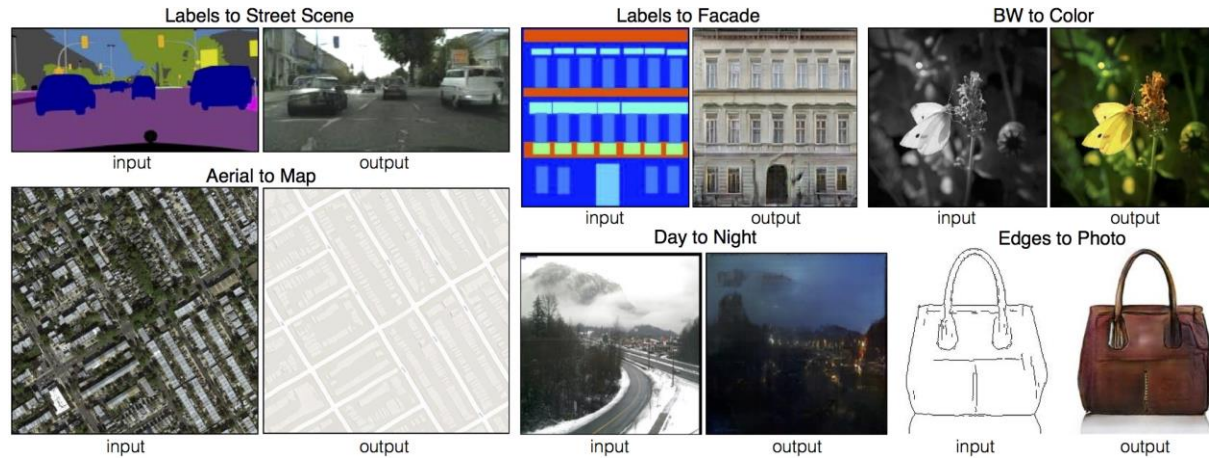 Labels to Street Scene
input
output
Aerial to Map
input
output
Labels to Facade
input
output
BW to Color
input
output
Day to Night
input
output
Edges to Photo
input
output